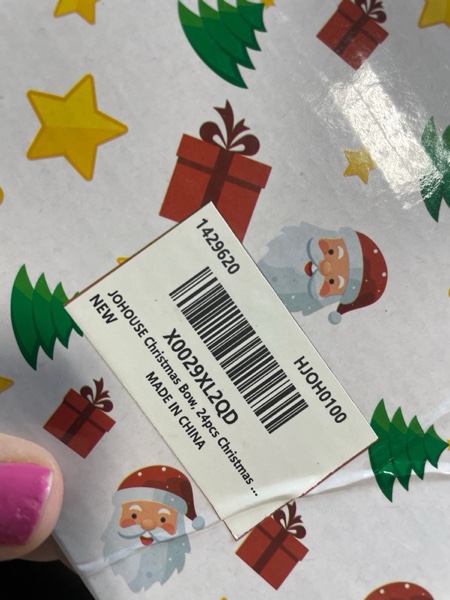 1429620
HJOH0100
X0029XL2QD
JOHOUSE Christmas Bow, 24pcs Christmas ...
NEW
MADE IN CHINA